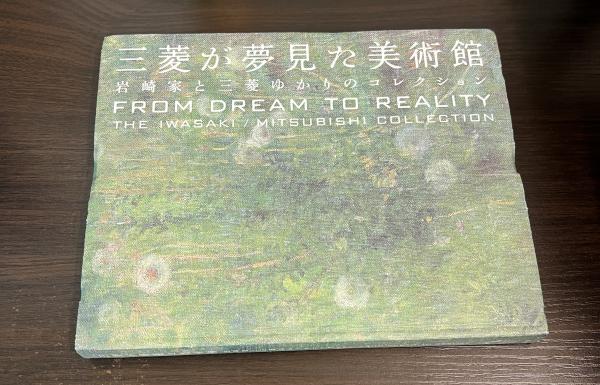 三菱が夢見た美術館
岩崎家と三菱ゆかりのコレクション
FROM DREAM TO REALITY
THE IWASAKI / MITSUBISHI COLLECTION